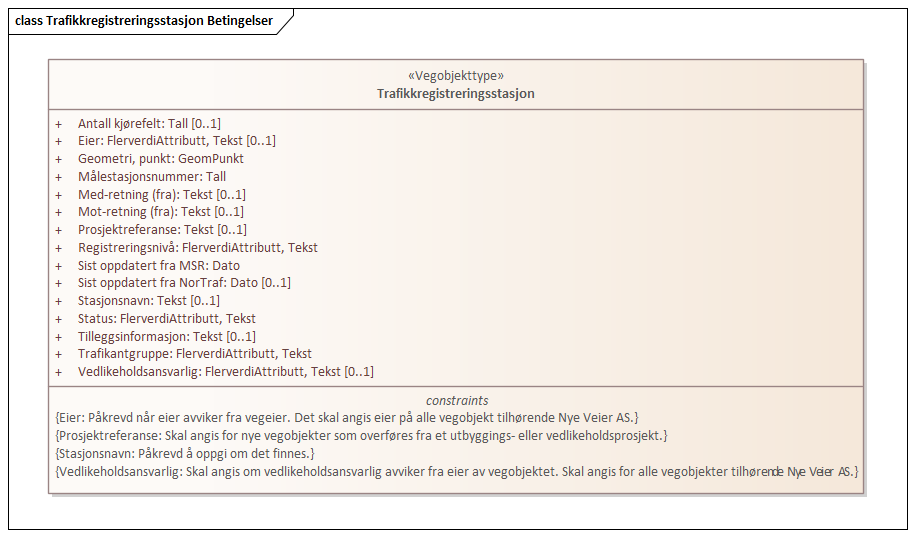 class Trafikkregistreringsstasjon Betingelser
«Vegobjekttype»
Trafikkregistreringsstasjon
+ Antall kjørefelt: Tall [0..1]
+ Eier: FlerverdiAttributt, Tekst [0..1]
+ Geometri, punkt: GeomPunkt
+ Målestasjonsnummer: Tall
+ Med-retning (fra): Tekst [0..1]
+ Mot-retning (fra): Tekst [0..1]
+ Prosjektreferanse: Tekst [0..1]
+ Registreringsnivå: FlerverdiAttributt, Tekst
+ Sist oppdatert fra MSR: Dato
+ Sist oppdatert fra NorTraf: Dato [0..1]
+ Stasjonsnavn: Tekst [0..1]
+ Status: FlerverdiAttributt, Tekst
+ Tilleggsinformasjon: Tekst [0..1]
+ Trafikantgruppe: FlerverdiAttributt, Tekst
+ Vedlikeholdsansvarlig: FlerverdiAttributt, Tekst [0..1]
constraints
{Eier: Påkrevd når eier avviker fra vegeier. Det skal angis eier på alle vegobjekt tilhørende Nye Veier AS.}
{Prosjektreferanse: Skal angis for nye vegobjekter som overføres fra et utbyggings- eller vedlikeholdsprosjekt.}
{Stasjonsnavn: Påkrevd å oppgi om det finnes.}
{Vedlikeholdsansvarlig: Skal angis om vedlikeholdsansvarlig avviker fra eier av vegobjektet. Skal angis for alle vegobjekter tilhørende Nye Veier AS.}